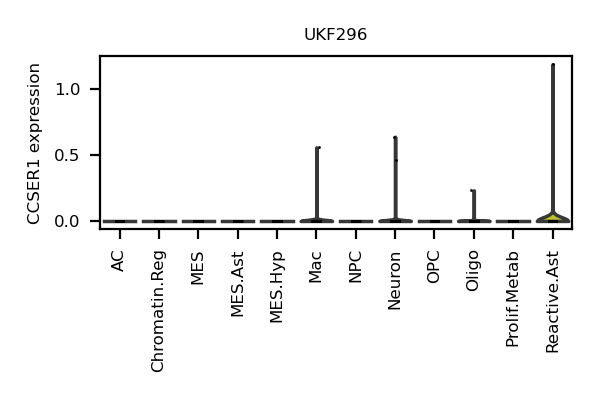 UKF296
CCSER1 expression
1.0
0.5
0.0
AC
Chromatin.Reg
MES
MES.Ast
MES.Hyp
Mac
NPC
Neuron
OPC
Oligo
Prolif.Metab
Reactive.Ast